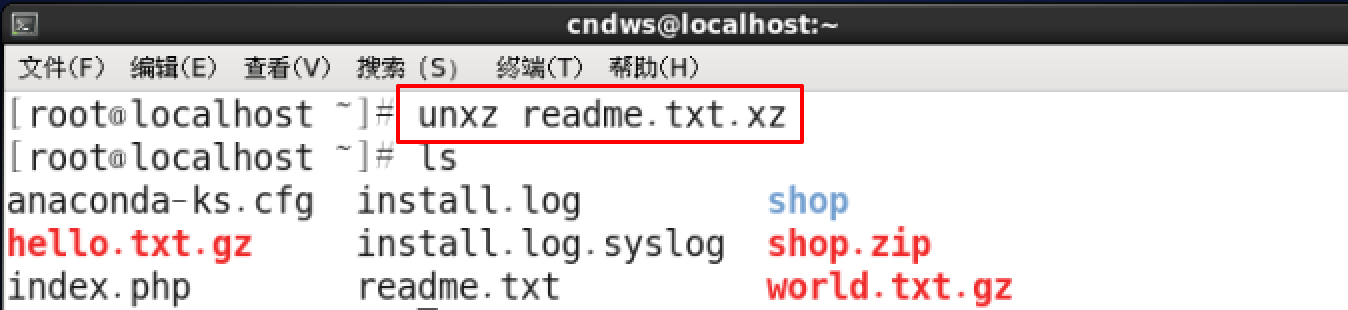 cndws@localhost:~
文件(F) 编辑(E) 查看(V) 搜索 (S) 终端(T) 帮助(H)
[root@localhost ~]# unxz readme.txt.xz
[root@localhost ~]# ls
anaconda-ks.cfg install.log shop
hello.txt.gz install.log.syslog shop.zip
index.php readme.txt world.txt.gz